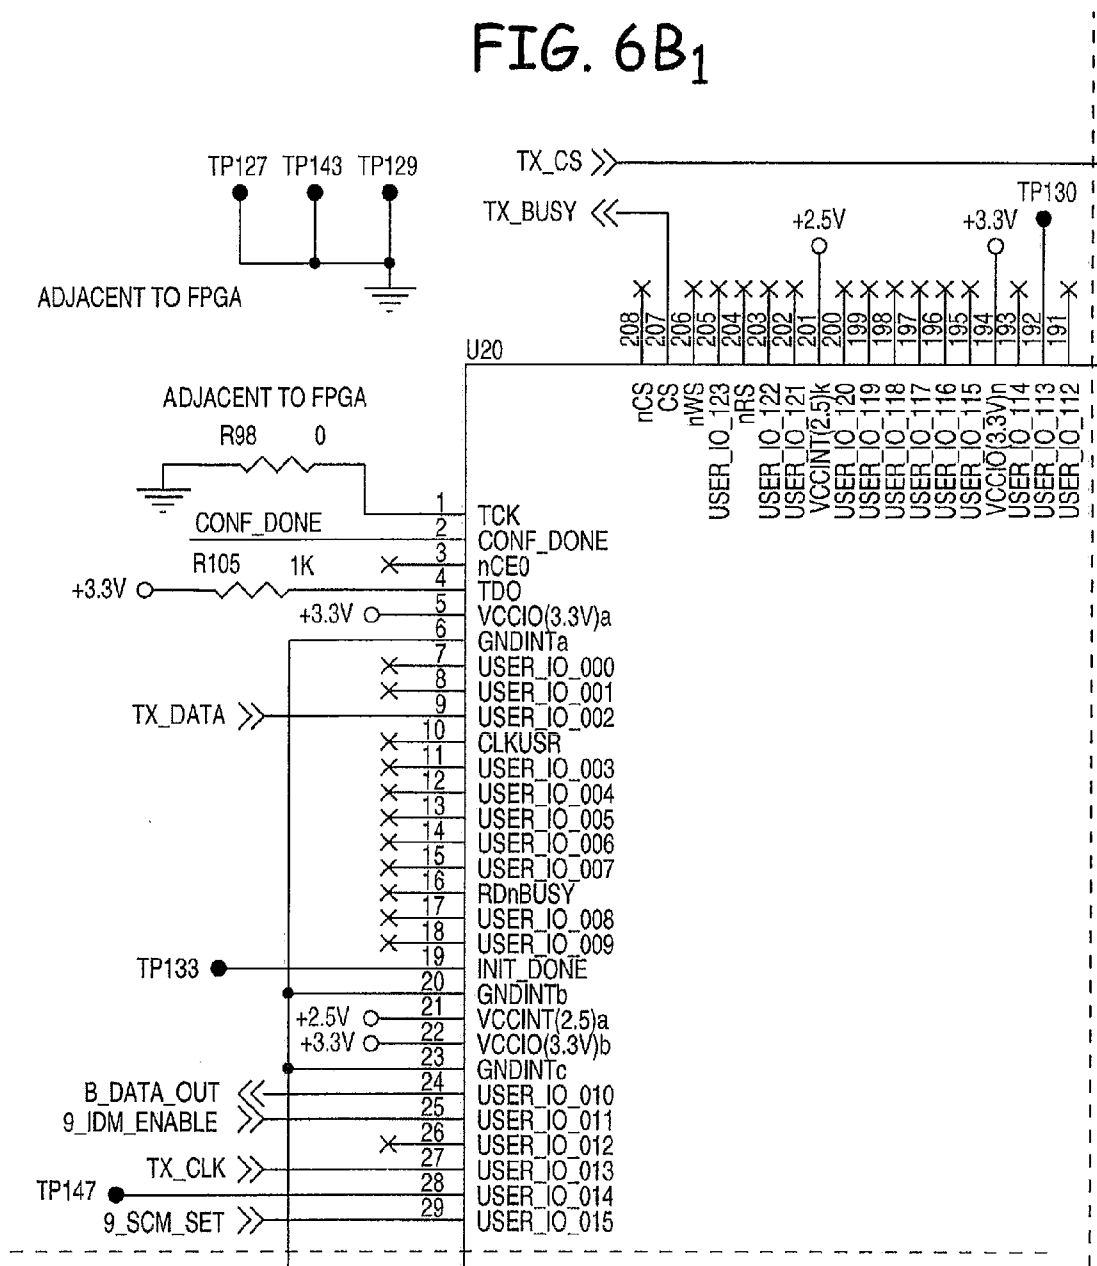 FIG. 6B1
TP127 TP143 TP129
TX_CS
TX_BUSY
TP130
+2.5V
+3.3V
ADJACENT TO FPGA
208 207 206 205 204 203 202 201 200 199 198 197 196 195 194 193 192 191
U20
nCS
CS
nWS
USER_IO_123
nRS
USER_IO_122
USER_IO_121
VCCINT(2.5)k
USER_IO_120
USER_IO_119
USER_IO_118
USER_IO_117
USER_IO_116
USER_IO_115
VCCIO(3.3V)n
USER_IO_114
USER_IO_113
USER_IO_112
ADJACENT TO FPGA
R98 0
1 TCK
CONF_DONE 2 CONF_DONE
3 nCE0
R105 1K
+3.3V 4 TDO
+3.3V 5 VCCIO(3.3V)a
6 GNDINTa
7 USER_IO_000
8 USER_IO_001
TX_DATA 9 USER_IO_002
10 CLKUSR
11 USER_IO_003
12 USER_IO_004
13 USER_IO_005
14 USER_IO_006
15 USER_IO_007
16 RDnBUSY
17 USER_IO_008
18 USER_IO_009
TP133 19 INIT_DONE
20 GNDINTb
+2.5V 21 VCCINT(2.5)a
+3.3V 22 VCCIO(3.3V)b
23 GNDINTc
B_DATA_OUT 24 USER_IO_010
9_IDM_ENABLE 25 USER_IO_011
26 USER_IO_012
TX_CLK 27 USER_IO_013
TP147 28 USER_IO_014
9_SCM_SET 29 USER_IO_015